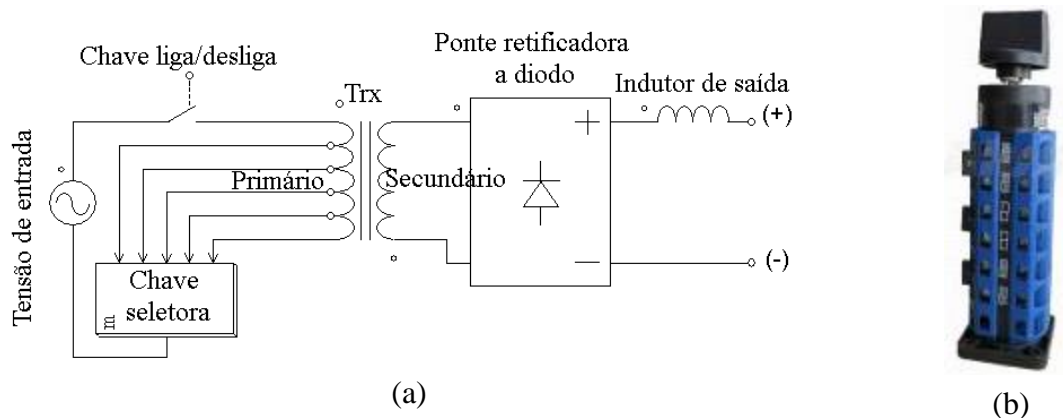 Chave liga/desliga
Ponte retificadora
a diodo
Indutor de saída
Trx
(+)
Tensão de entrada
Primário
Secundário
(-)
Chave
seletora
m
(a)
(b)